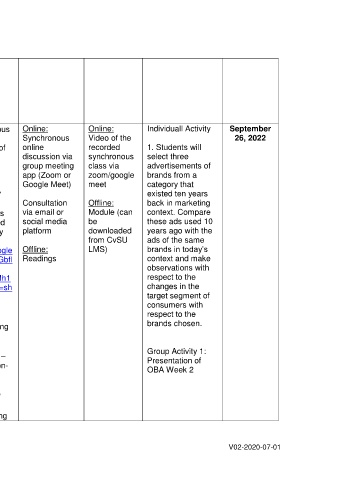 ous
of
s
d
y
ogle
Gbfl
Mh1
=sh
ng
–
on-
ng
Online:
Synchronous
online
discussion via
group meeting
app (Zoom or
Google Meet)
Consultation
via email or
social media
platform
Offline:
Readings
Online:
Video of the
recorded
synchronous
class via
zoom/google
meet
Offline:
Module (can
be
downloaded
from CvSU
LMS)
Individuall Activity
1. Students will
select three
advertisements of
brands from a
category that
existed ten years
back in marketing
context. Compare
these ads used 10
years ago with the
ads of the same
brands in today's
context and make
observations with
respect to the
changes in the
target segment of
consumers with
respect to the
brands chosen.
Group Activity 1:
Presentation of
OBA Week 2
September
26, 2022
V02-2020-07-01